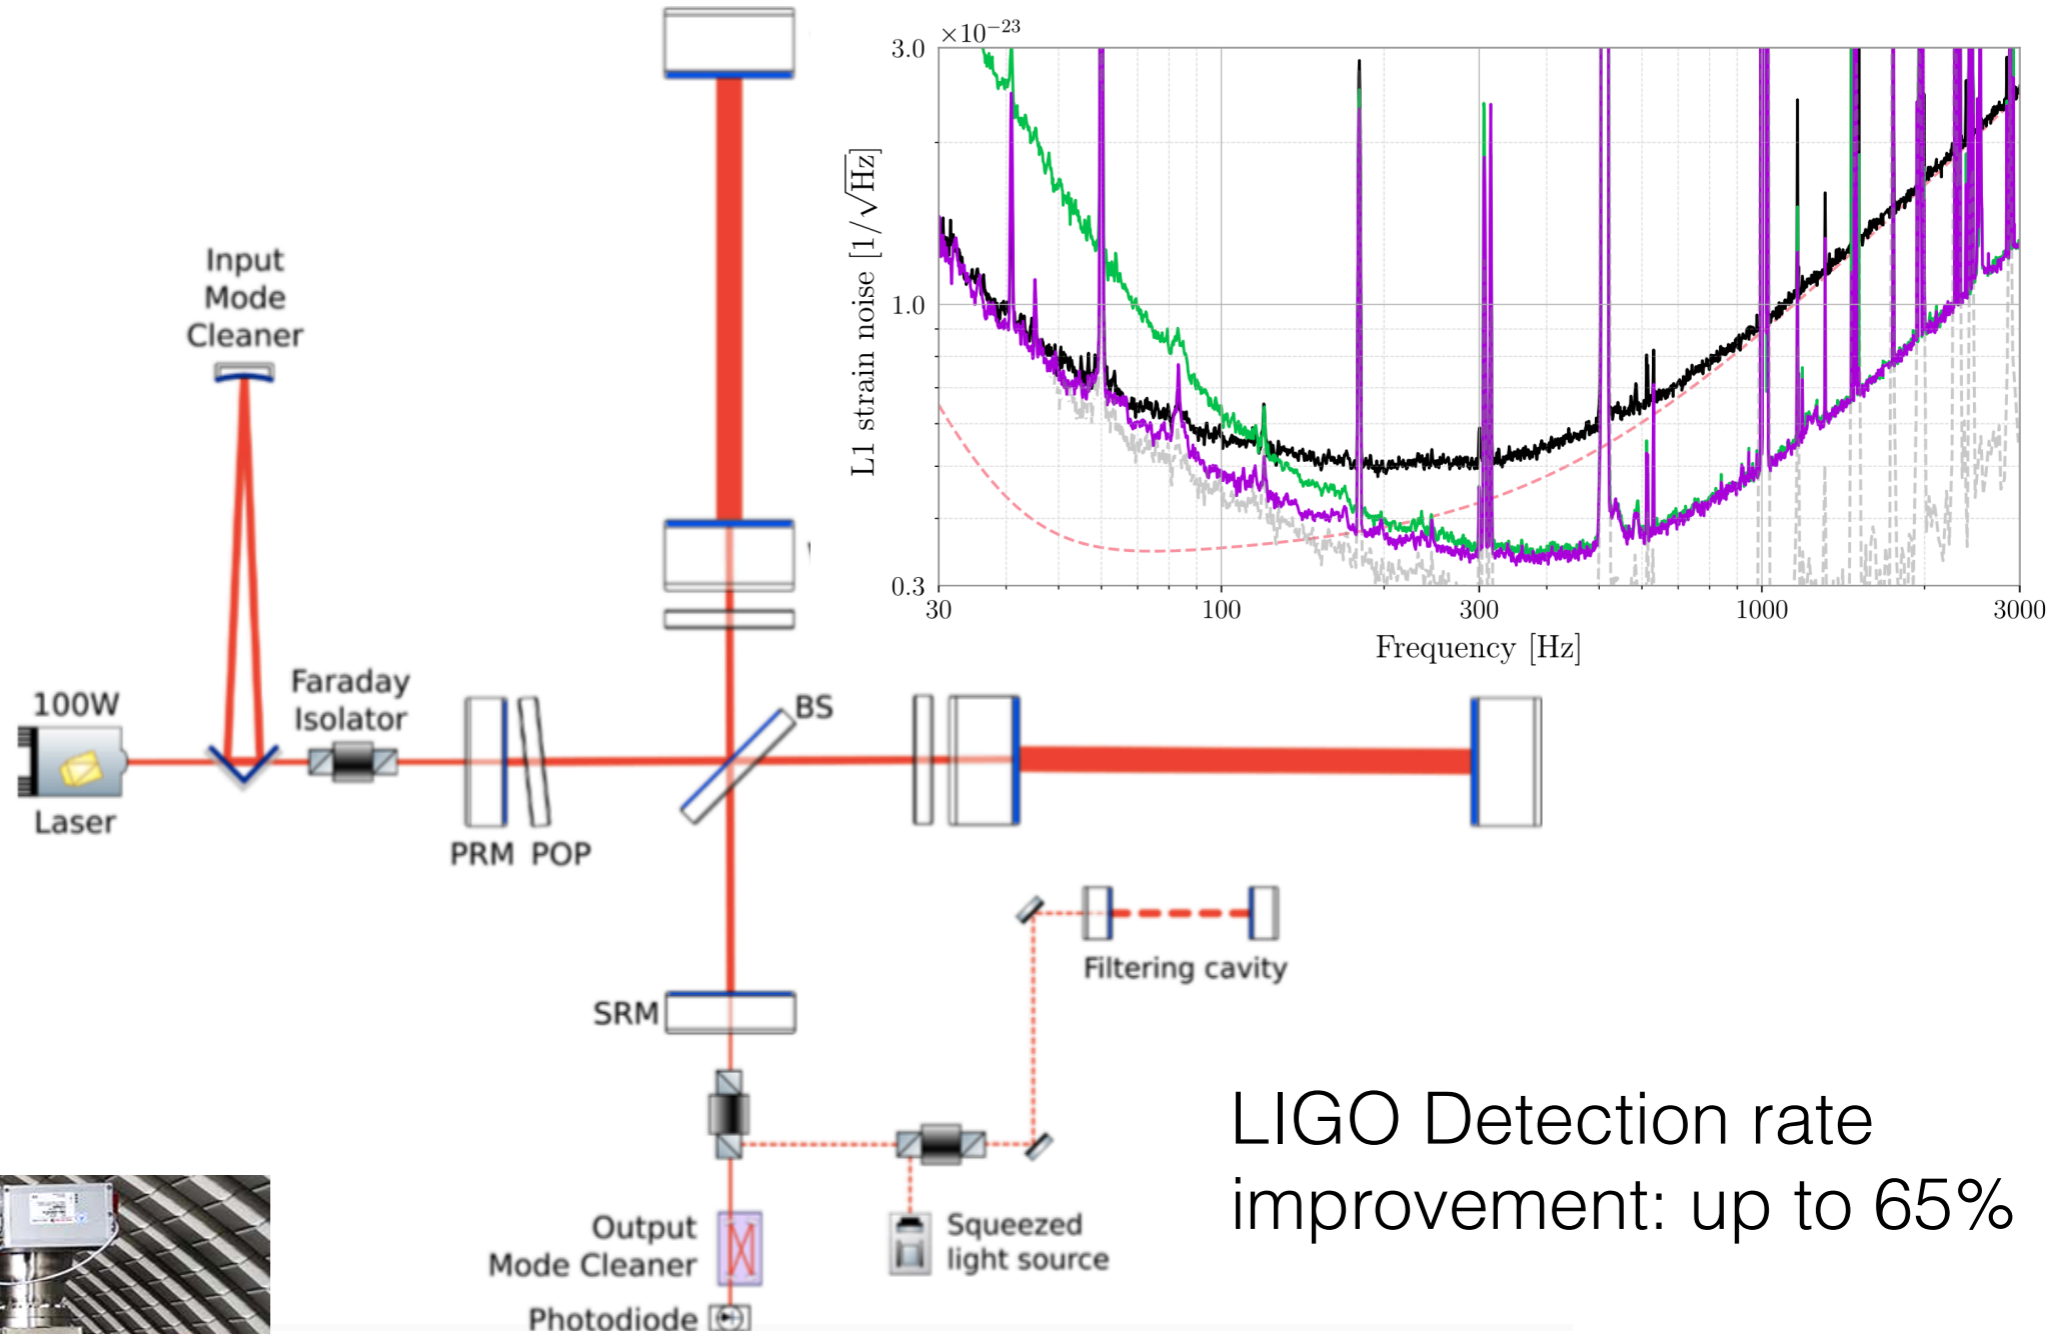 ×10⁻²³
3.0
1.0
0.3
L1 strain noise [1/√Hz]
30
100
300
1000
3000
Frequency [Hz]
Input
Mode
Cleaner
100W
Laser
Faraday
Isolator
PRM
POP
BS
SRM
Filtering cavity
Squeezed
light source
Output
Mode Cleaner
Photodiode
LIGO Detection rate
improvement: up to 65%